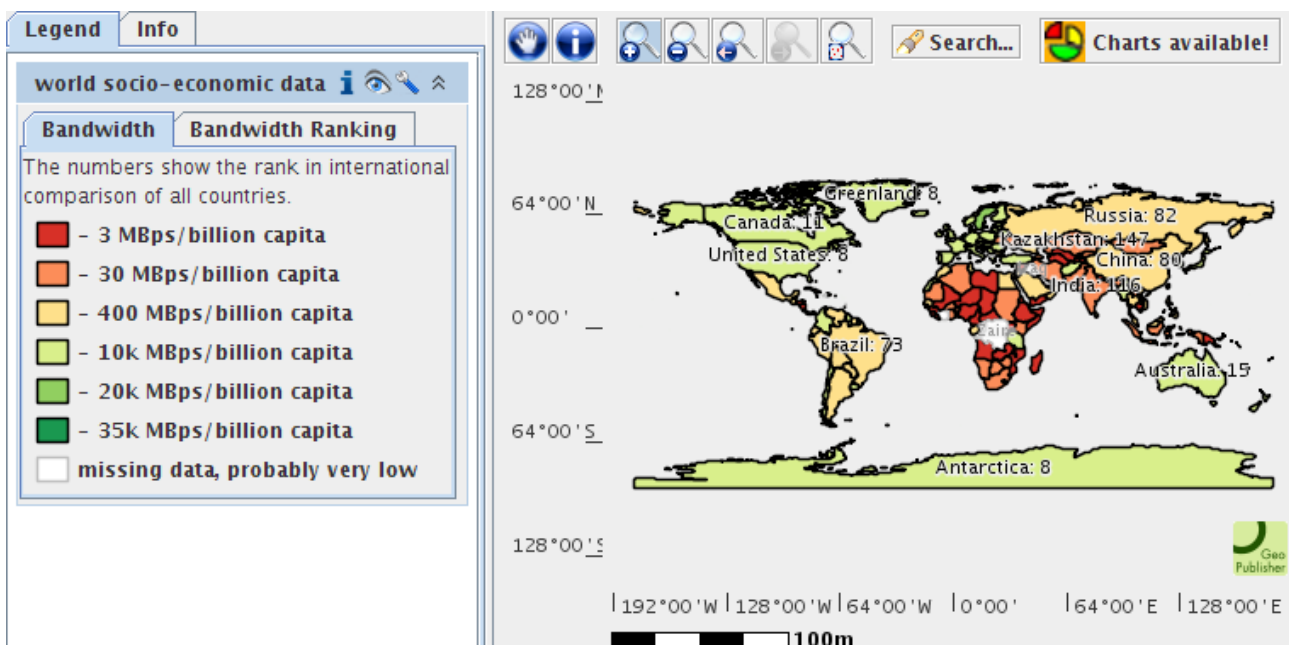 Legend Info
world socio-economic data
Bandwidth Bandwidth Ranking
The numbers show the rank in international
comparison of all countries.
- 3 MBps/billion capita
- 30 MBps/billion capita
- 400 MBps/billion capita
- 10k MBps/billion capita
- 20k MBps/billion capita
- 35k MBps/billion capita
missing data, probably very low
Search... Charts available!
128°00'N
64°00'N
0°00'
64°00'S
128°00'S
Greenland: 8
Canada: 11
United States: 8
Russia: 82
Kazakhstan: 147
China: 80
Iraq
India: 116
Zaire
Brazil: 73
Australia: 15
Antarctica: 8
Geo
Publisher
192°00'W 128°00'W 64°00'W 0°00' 64°00'E 128°00'E
100m